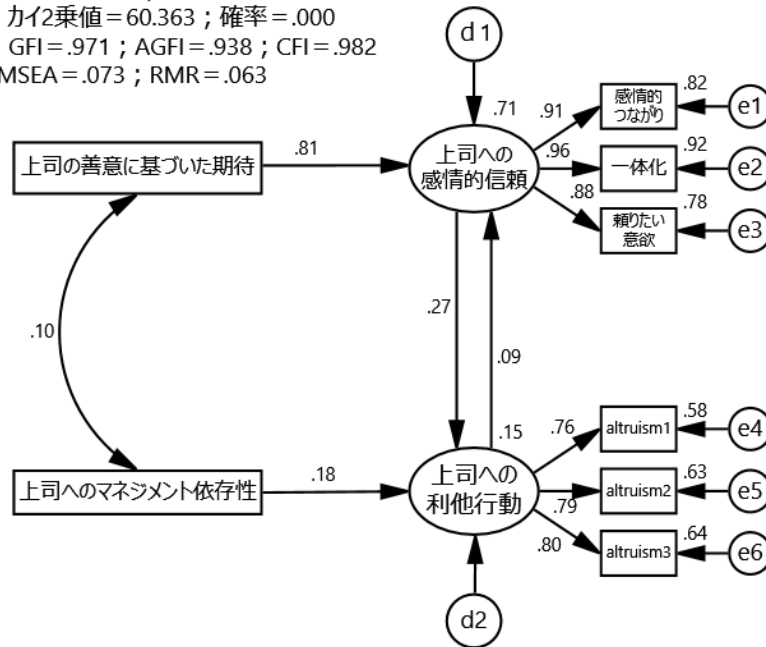 カイ2乗値＝60.363；確率＝.000
GFI＝.971；AGFI＝.938；CFI＝.982
MSEA＝.073；RMR＝.063
d1
.71
.91
.82
感情的
つながり
e1
上司の善意に基づいた期待
.81
上司への
感情的信頼
.96
.92
一体化
e2
.88
.78
頼りたい
意欲
e3
.10
.27
.09
.15
.76
.58
altruism1
e4
上司へのマネジメント依存性
.18
上司への
利他行動
.79
.63
altruism2
e5
.80
.64
altruism3
e6
d2